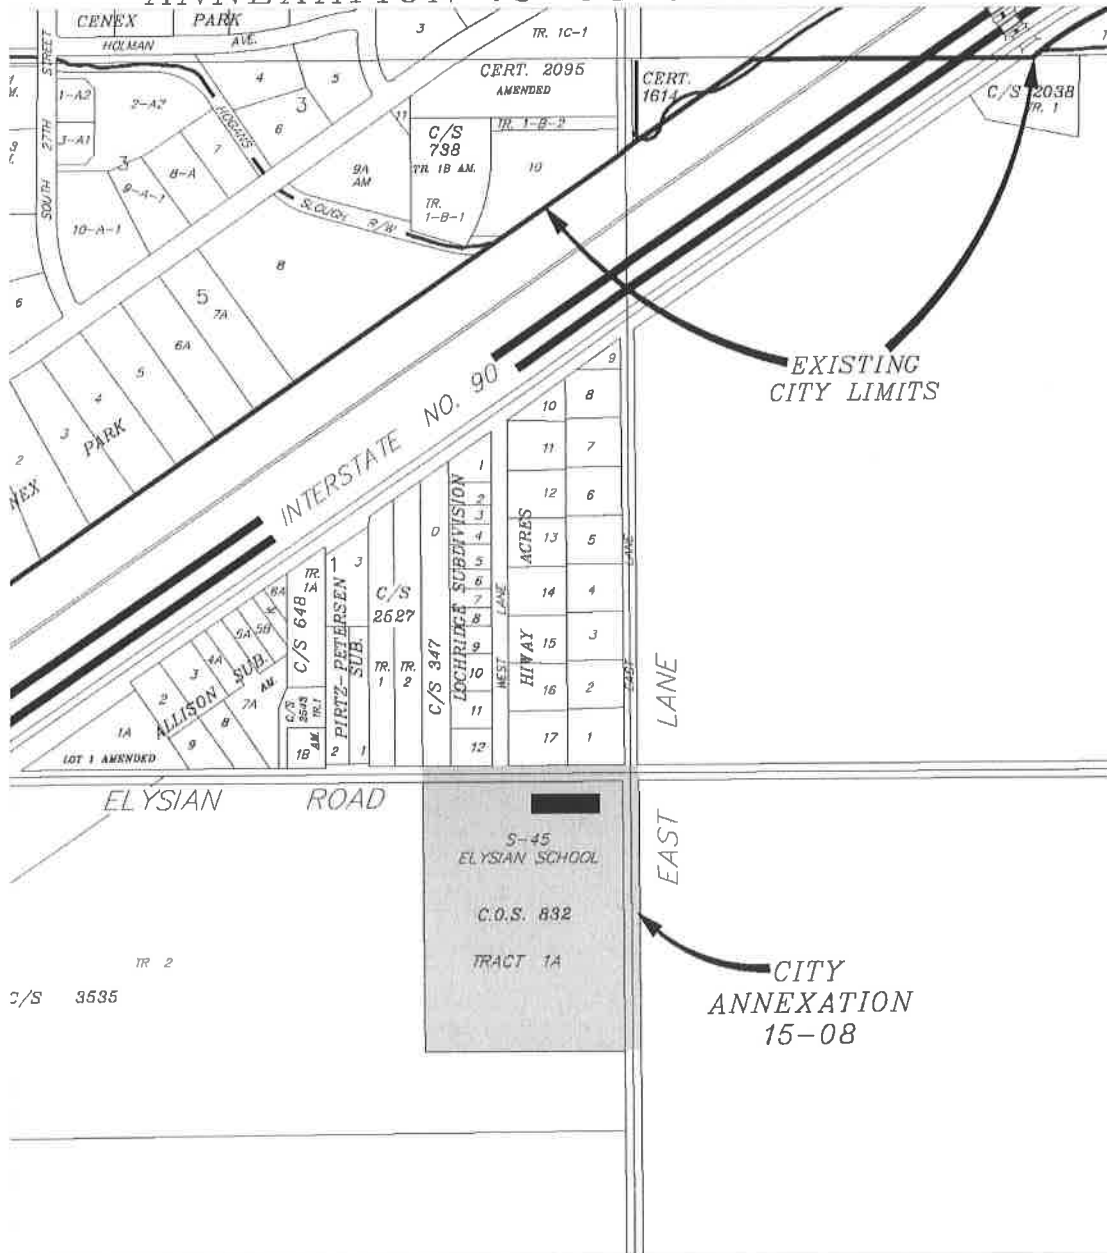 CENEX PARK
HOLMAN AVE.
SOUTH 27TH STREET
3
TR. 1C-1
CERT. 2095
AMENDED
CERT.
1614
C/S 2038
TR. 1
1-A2
2-A2
3-A1
3
4
5
3
6
7
HOGAN'S
SLOUGH R/W
11
C/S
738
TR. 1B AM.
TR.
1-B-1
TR. 1-B-2
10
9A
AM
8-A
9-A-1
10-A-1
8
6
5
7A
6A
5
4
3
2
PARK
INTERSTATE NO. 90
EXISTING
CITY LIMITS
9
10
8
11
7
12
6
13
5
14
4
15
3
16
2
17
1
HIWAY ACRES
WEST LANE
EAST LANE
1
2
3
4
5
6
7
8
9
10
11
12
LOCHRIDGE SUBDIVISION
C/S 347
D
C/S
2527
TR.
1
TR.
2
1
3
PIRTZ-PETERSEN
SUB.
2
1
TR.
1A
C/S 648
C/S
2543
TR.1
1B
AM.
6A
K
5B
5A
4A
3
2
ALLISON SUB.
AM.
7A
8
9
1A
LOT 1 AMENDED
ELYSIAN ROAD
EAST LANE
S-45
ELYSIAN SCHOOL
C.O.S. 832
TRACT 1A
TR 2
C/S 3535
CITY
ANNEXATION
15-08